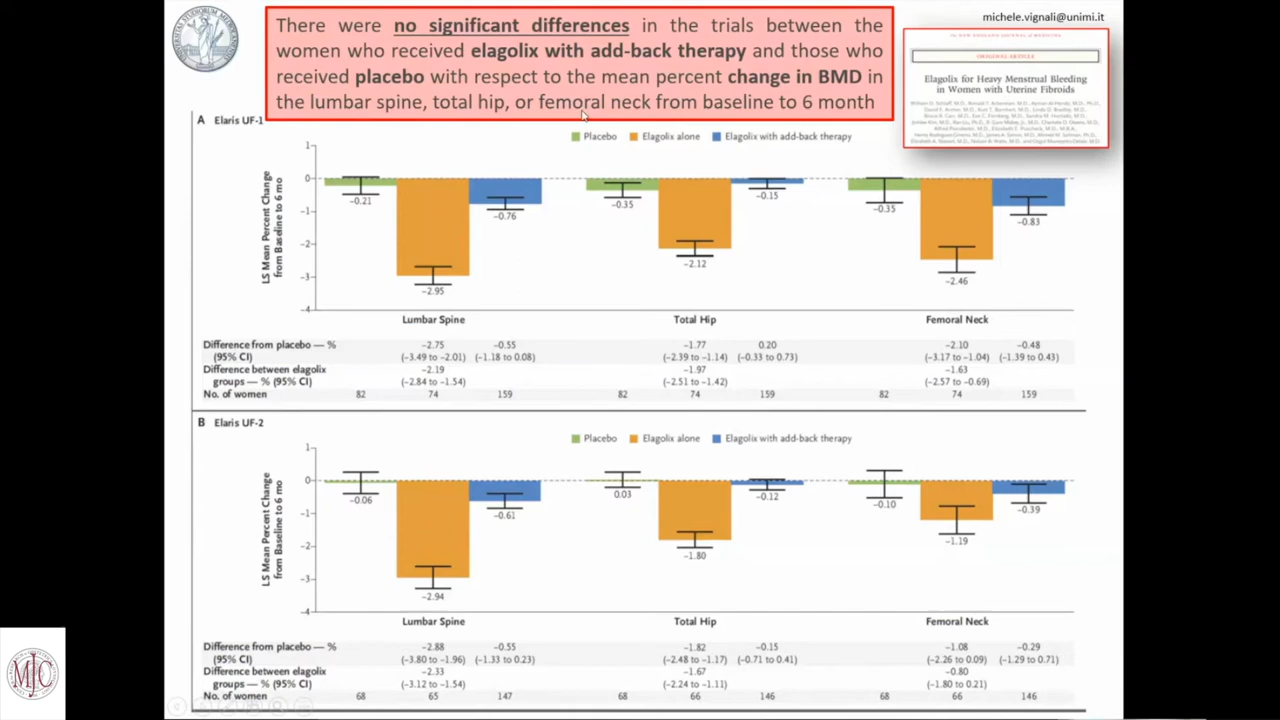 There were no significant differences in the trials between the
women who received elagolix with add-back therapy and those who
received placebo with respect to the mean percent change in BMD in
the lumbar spine, total hip, or femoral neck from baseline to 6 month
michele.vignali@unimi.it
The NEW ENGLAND JOURNAL of MEDICINE
ORIGINAL ARTICLE
Elagolix for Heavy Menstrual Bleeding
in Women with Uterine Fibroids
A Elaris UF-1
Placebo Elagolix alone Elagolix with add-back therapy
LS Mean Percent Change
from Baseline to 6 mo
1
0
−1
−2
−3
−4
−0.21
−2.95
−0.76
−0.35
−2.12
−0.15
−0.35
−2.46
−0.83
Lumbar Spine Total Hip Femoral Neck
Difference from placebo — % −2.75 −0.55 −1.77 0.20 −2.10 −0.48
(95% CI) (−3.49 to −2.01) (−1.18 to 0.08) (−2.39 to −1.14) (−0.33 to 0.73) (−3.17 to −1.04) (−1.39 to 0.43)
Difference between elagolix −2.19 −1.97 −1.63
groups — % (95% CI) (−2.84 to −1.54) (−2.51 to −1.42) (−2.57 to −0.69)
No. of women 82 74 159 82 74 159 82 74 159
B Elaris UF-2
Placebo Elagolix alone Elagolix with add-back therapy
LS Mean Percent Change
from Baseline to 6 mo
1
0
−1
−2
−3
−4
−0.06
−2.94
−0.61
0.03
−1.80
−0.12
−0.10
−1.19
−0.39
Lumbar Spine Total Hip Femoral Neck
Difference from placebo — % −2.88 −0.55 −1.82 −0.15 −1.08 −0.29
(95% CI) (−3.80 to −1.96) (−1.33 to 0.23) (−2.48 to −1.17) (−0.71 to 0.41) (−2.26 to 0.09) (−1.29 to 0.71)
Difference between elagolix −2.33 −1.67 −0.80
groups — % (95% CI) (−3.12 to −1.54) (−2.24 to −1.11) (−1.80 to 0.21)
No. of women 68 65 147 68 66 146 68 66 146
MJC